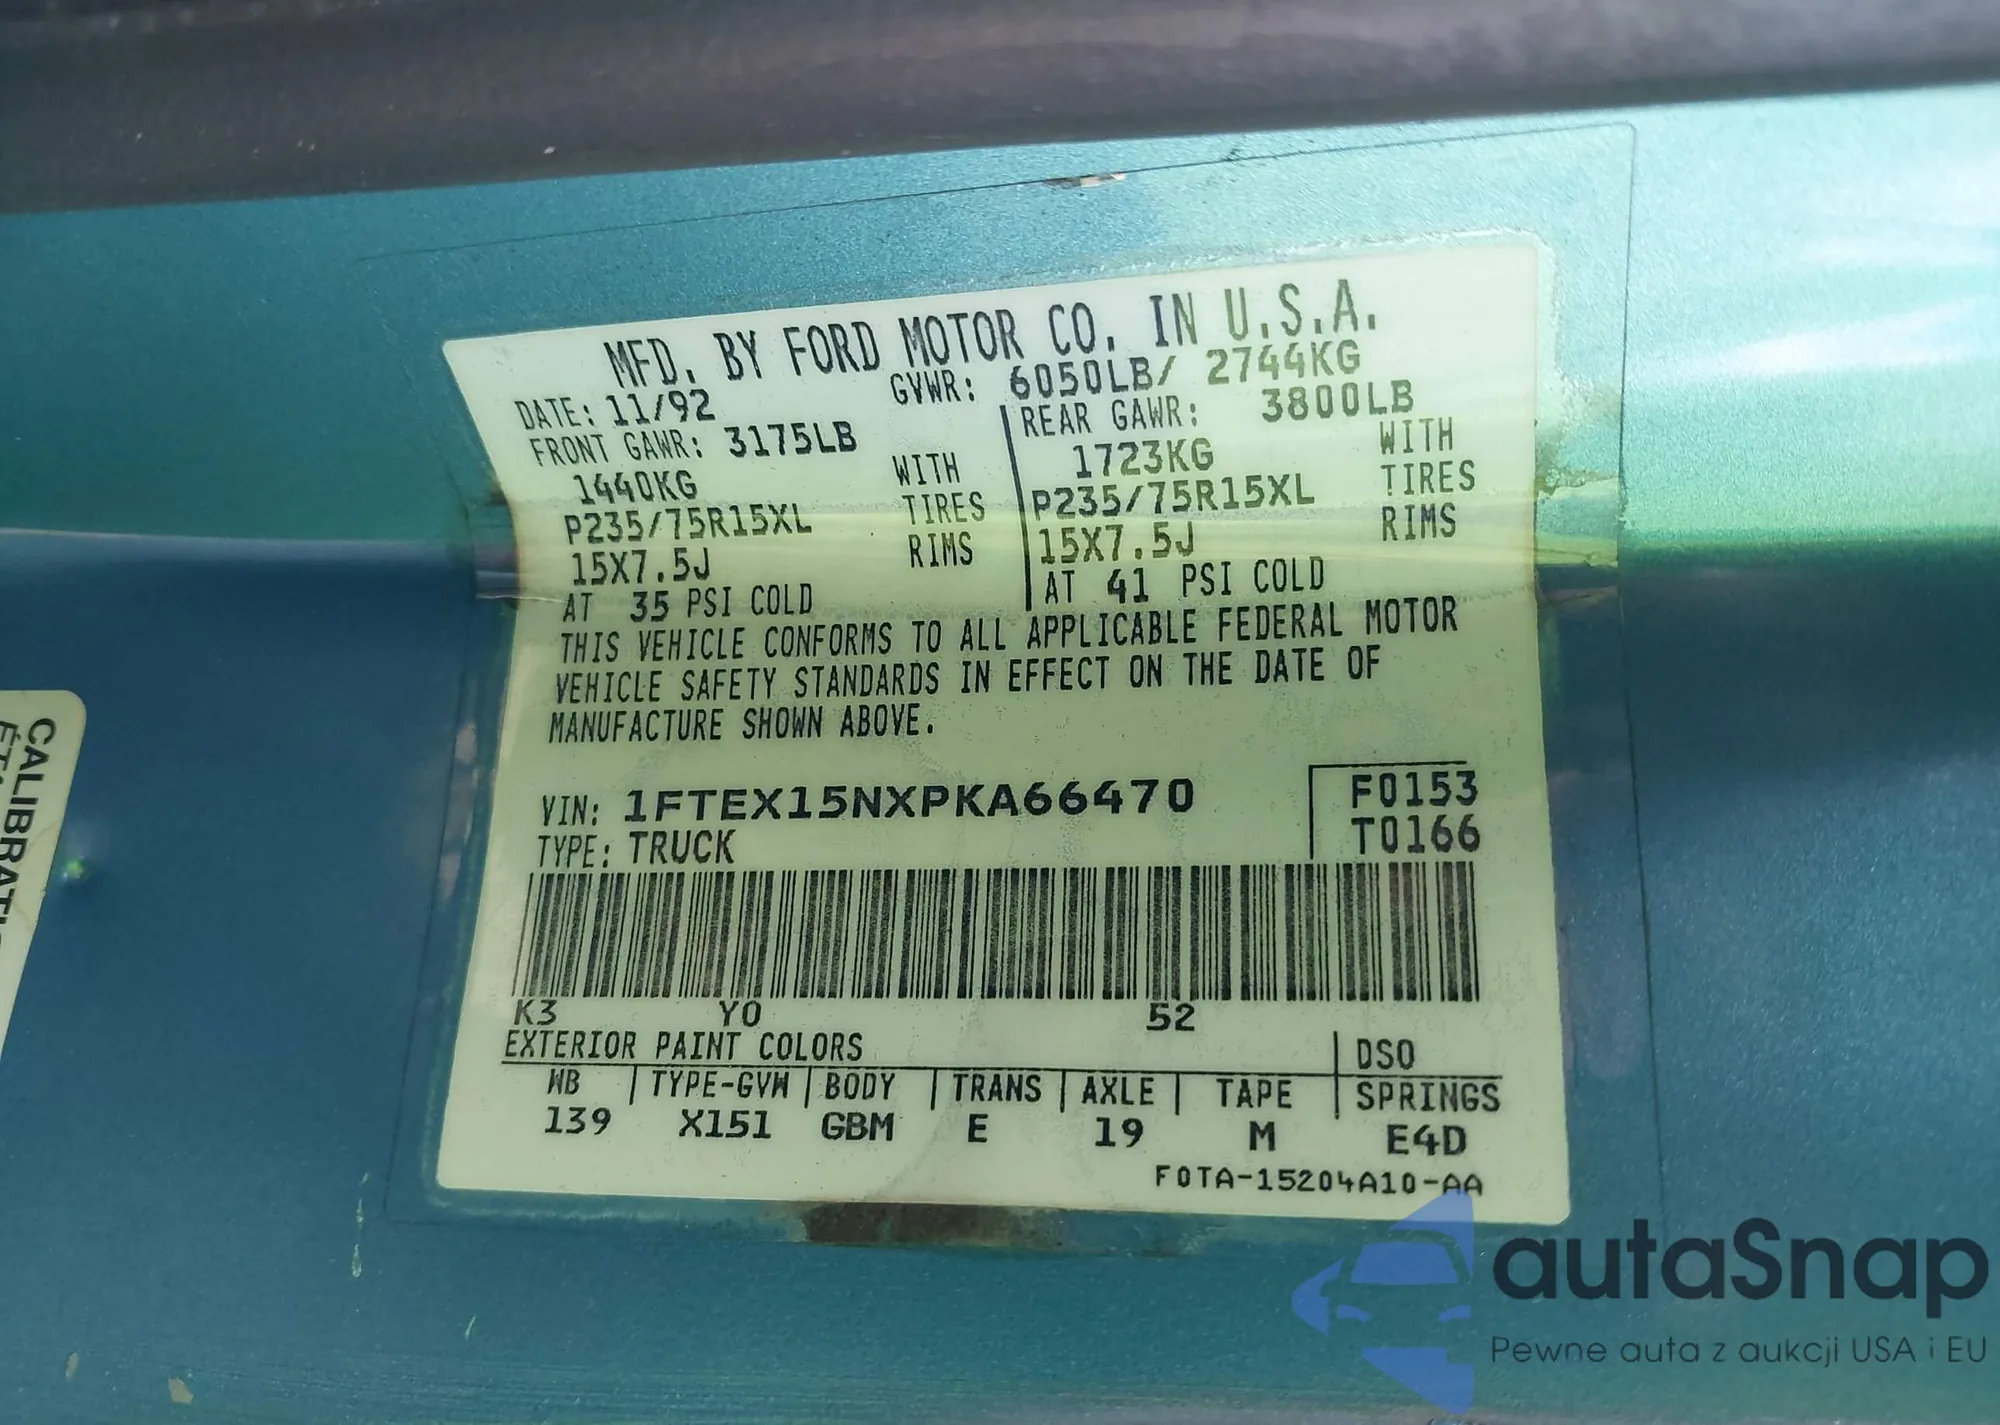 MFD. BY FORD MOTOR CO. IN U.S.A.
DATE: 11/92 GVWR: 6050LB/ 2744KG
FRONT GAWR: 3175LB REAR GAWR: 3800LB
1440KG WITH 1723KG WITH
P235/75R15XL TIRES P235/75R15XL TIRES
15X7.5J RIMS 15X7.5J RIMS
AT 35 PSI COLD AT 41 PSI COLD
THIS VEHICLE CONFORMS TO ALL APPLICABLE FEDERAL MOTOR
VEHICLE SAFETY STANDARDS IN EFFECT ON THE DATE OF
MANUFACTURE SHOWN ABOVE.
VIN: 1FTEX15NXPKA66470 F0153
TYPE: TRUCK T0166
K3 Y0 52
EXTERIOR PAINT COLORS DSO
WB TYPE-GVW BODY TRANS AXLE TAPE SPRINGS
139 X151 GBM E 19 M E4D
F0TA-15204A10-AA
autaSnap
Pewne auta z aukcji USA i EU